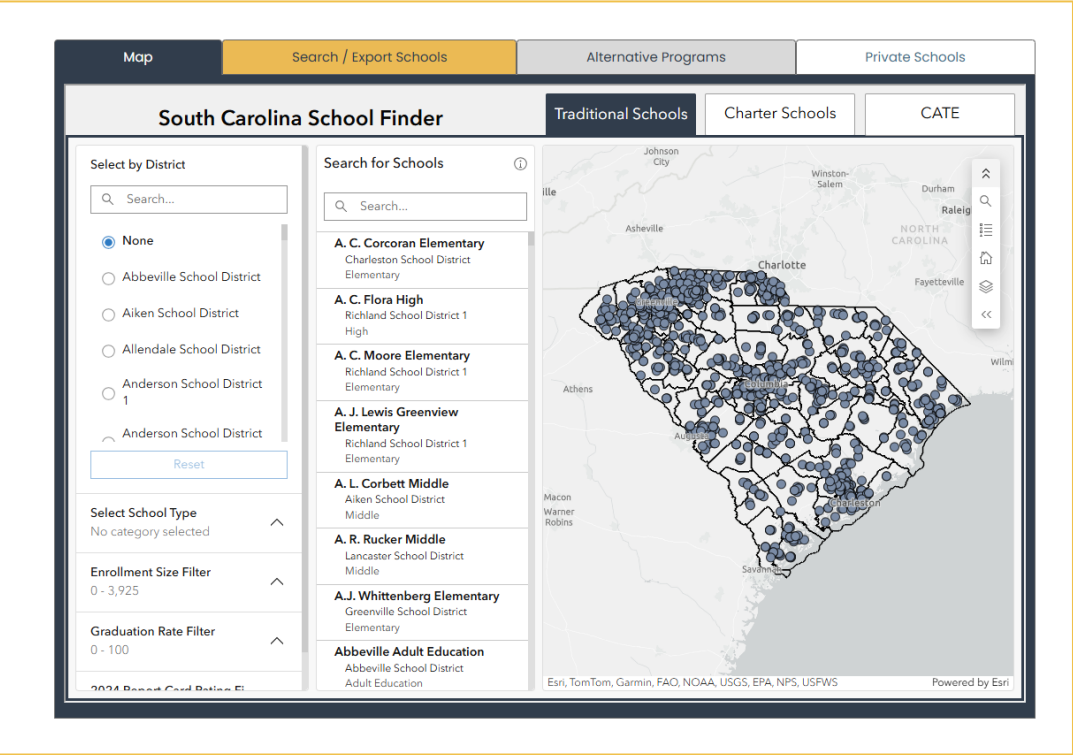 Map
Search / Export Schools
Alternative Programs
Private Schools
South Carolina School Finder
Traditional Schools
Charter Schools
CATE
Select by District
Search...
None
Abbeville School District
Aiken School District
Allendale School District
Anderson School District
1
Anderson School District
Reset
Select School Type
No category selected
Enrollment Size Filter
0 - 3,925
Graduation Rate Filter
0 - 100
2024 Report Card Rating Fi
Search for Schools
Search...
A. C. Corcoran Elementary
Charleston School District
Elementary
A. C. Flora High
Richland School District 1
High
A. C. Moore Elementary
Richland School District 1
Elementary
A. J. Lewis Greenview
Elementary
Richland School District 1
Elementary
A. L. Corbett Middle
Aiken School District
Middle
A. R. Rucker Middle
Lancaster School District
Middle
A.J. Whittenberg Elementary
Greenville School District
Elementary
Abbeville Adult Education
Abbeville School District
Adult Education
Johnson
City
Winston-
Salem
Durham
ille
Raleig
Asheville
NORTH
CAROLINA
Charlotte
Fayetteville
Greenville
Wilmi
Athens
Columbia
Augusta
Macon
Warner
Robins
Charleston
Savannah
Esri, TomTom, Garmin, FAO, NOAA, USGS, EPA, NPS, USFWS
Powered by Esri